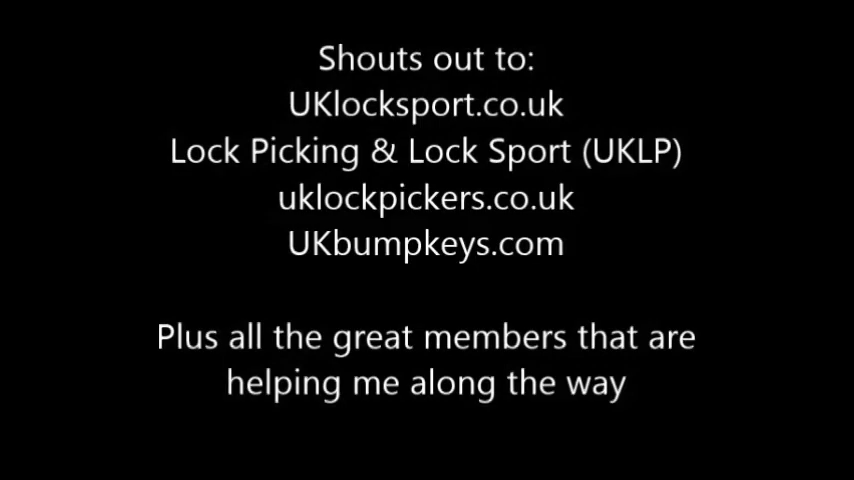 Shouts out to:
UKlocksport.co.uk
Lock Picking & Lock Sport (UKLP)
uklockpickers.co.uk
UKbumpkeys.com
Plus all the great members that are
helping me along the way